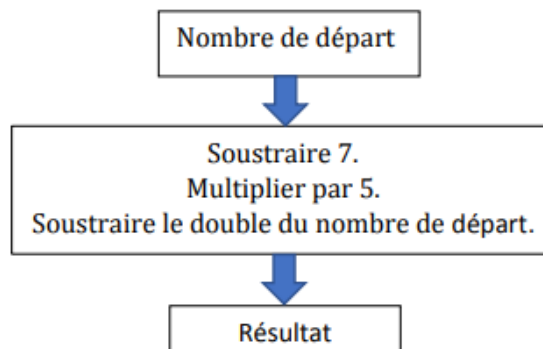 Nombre de départ
Soustraire 7.
Multiplier par 5.
Soustraire le double du nombre de départ.
Résultat